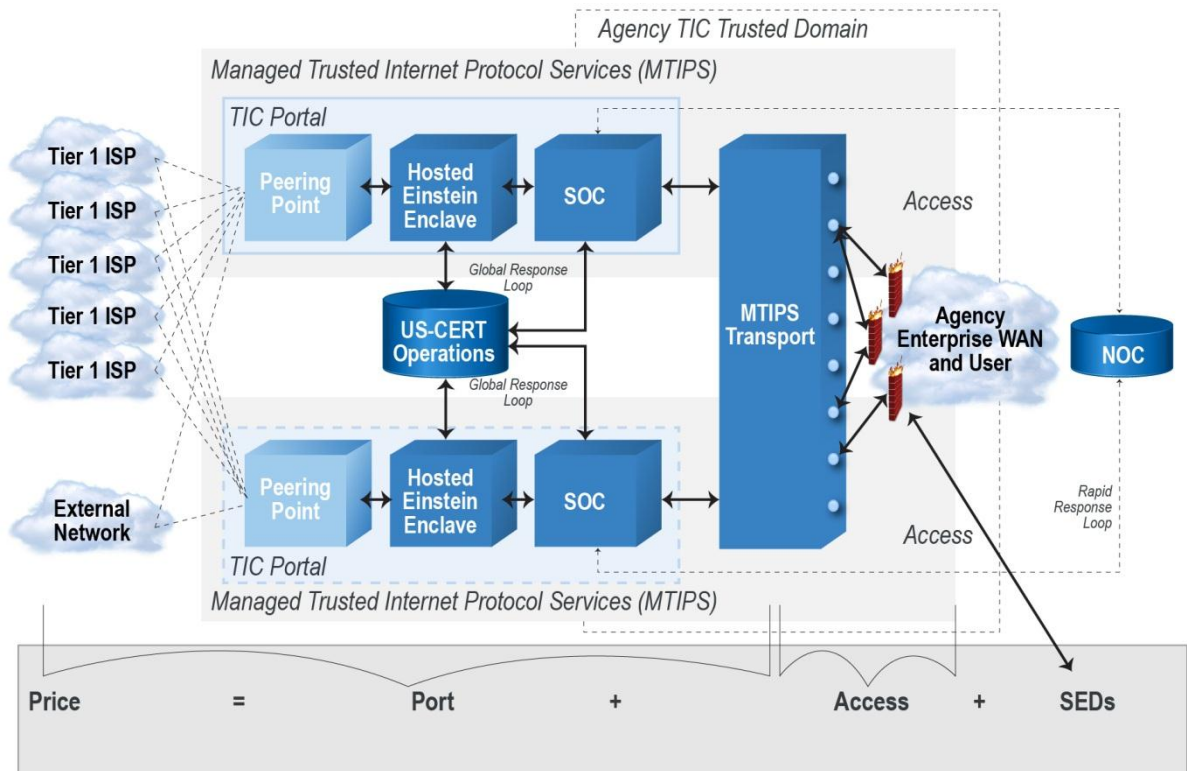 Agency TIC Trusted Domain
Managed Trusted Internet Protocol Services (MTIPS)
TIC Portal
Tier 1 ISP
Tier 1 ISP
Tier 1 ISP
Tier 1 ISP
Tier 1 ISP
External
Network
Peering
Point
Hosted
Einstein
Enclave
SOC
Global Response
Loop
US-CERT
Operations
Global Response
Loop
MTIPS
Transport
Access
Agency
Enterprise WAN
and User
NOC
Peering
Point
Hosted
Einstein
Enclave
SOC
Rapid
Response
Loop
Access
TIC Portal
Managed Trusted Internet Protocol Services (MTIPS)
Price = Port + Access + SEDs